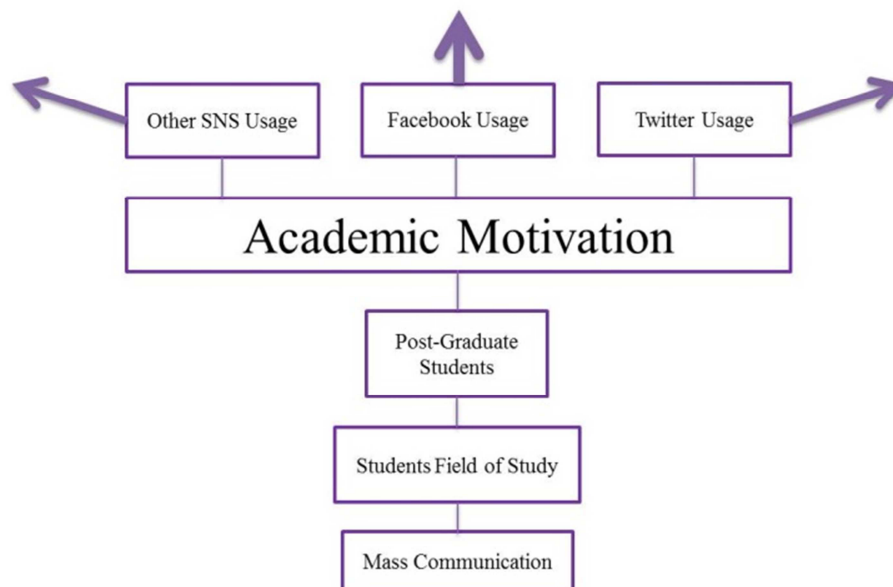 Other SNS Usage
Facebook Usage
Twitter Usage
Academic Motivation
Post-Graduate
Students
Students Field of Study
Mass Communication